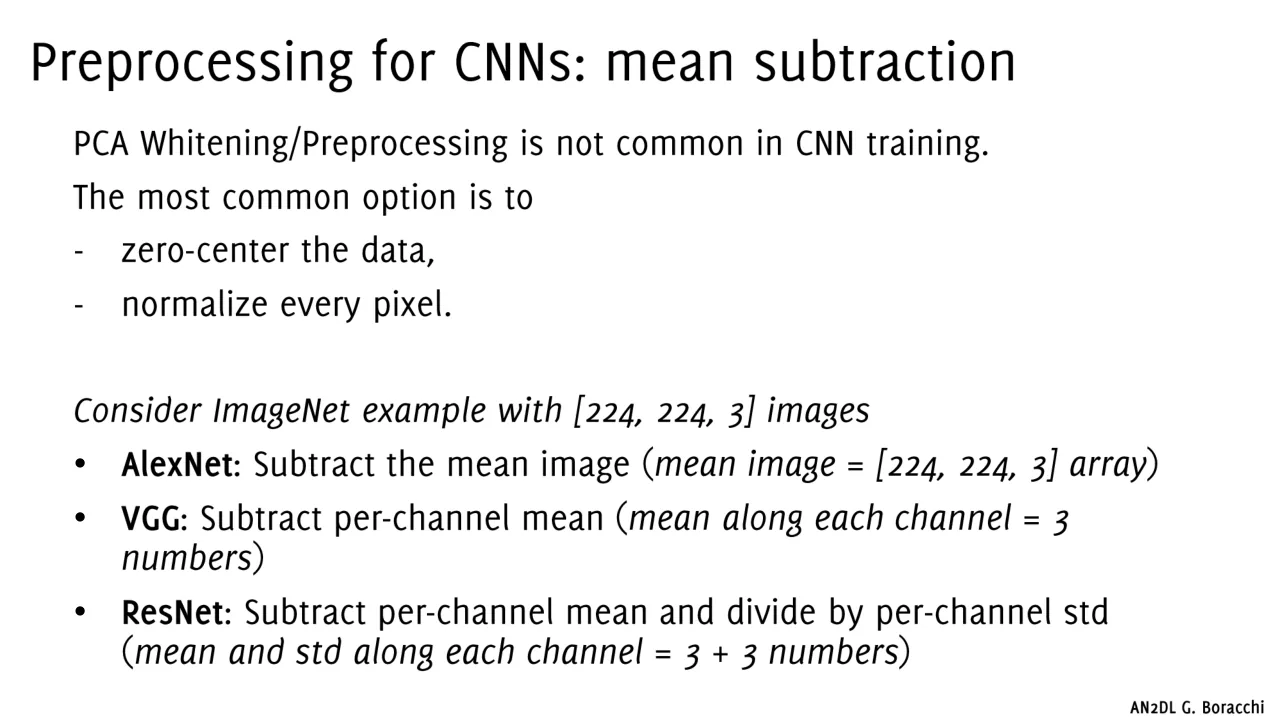 Preprocessing for CNNs: mean subtraction
PCA Whitening/Preprocessing is not common in CNN training.
The most common option is to
- zero-center the data,
- normalize every pixel.
Consider ImageNet example with [224, 224, 3] images
• AlexNet: Subtract the mean image (mean image = [224, 224, 3] array)
• VGG: Subtract per-channel mean (mean along each channel = 3
numbers)
• ResNet: Subtract per-channel mean and divide by per-channel std
(mean and std along each channel = 3 + 3 numbers)
AN2DL G. Boracchi